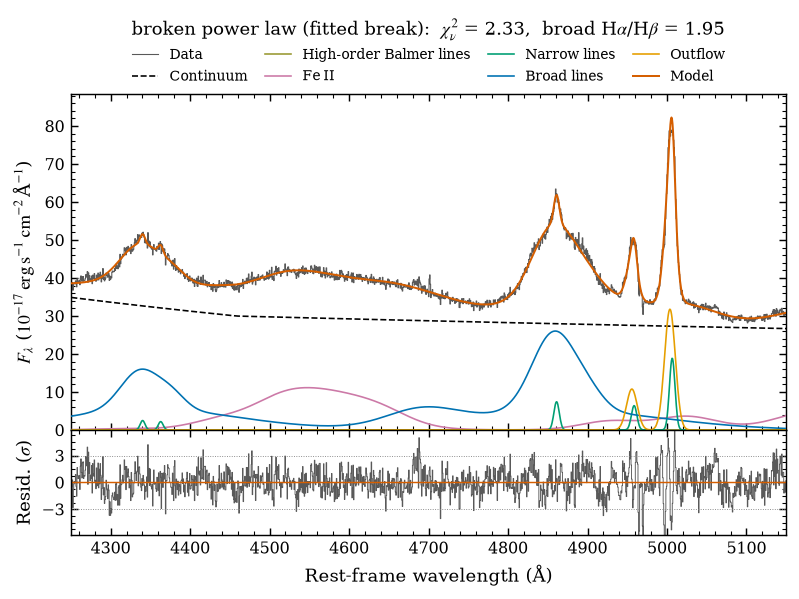 broken power law (fitted break): χ²ᵥ = 2.33, broad Hα/Hβ = 1.95
Data High-order Balmer lines Narrow lines Outflow
Continuum Fe II Broad lines Model
80
70
60
50
40
30
20
10
0
F_λ (10⁻¹⁷ erg s⁻¹ cm⁻² Å⁻¹)
3
0
−3
Resid. (σ)
4300 4400 4500 4600 4700 4800 4900 5000 5100
Rest-frame wavelength (Å)